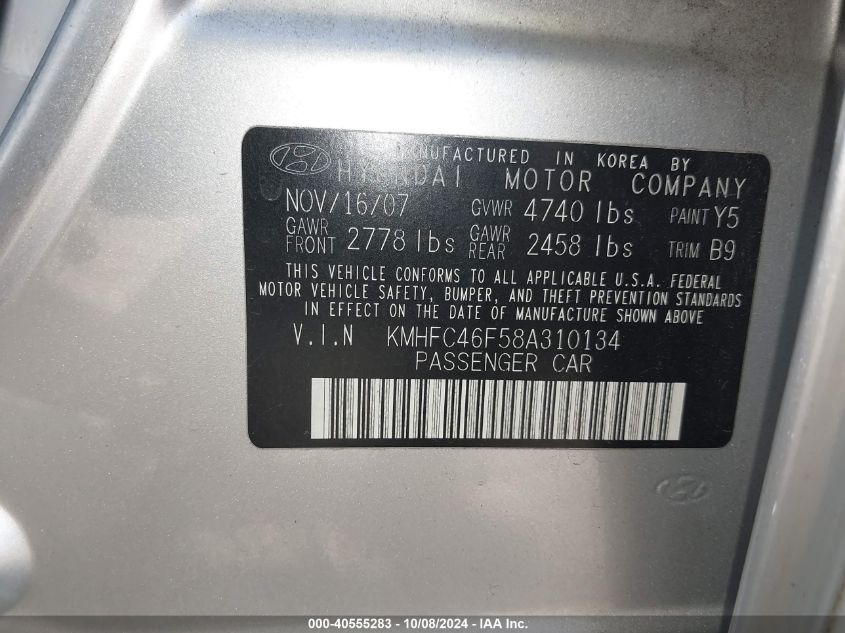 MANUFACTURED IN KOREA BY
HYUNDAI MOTOR COMPANY
NOV/16/07 GVWR 4740 lbs PAINT Y5
GAWR FRONT 2778 lbs GAWR REAR 2458 lbs TRIM B9
THIS VEHICLE CONFORMS TO ALL APPLICABLE U.S.A. FEDERAL
MOTOR VEHICLE SAFETY, BUMPER, AND THEFT PREVENTION STANDARDS
IN EFFECT ON THE DATE OF MANUFACTURE SHOWN ABOVE
V.I.N KMHFC46F58A310134
PASSENGER CAR
000-40555283 - 10/08/2024 - IAA Inc.